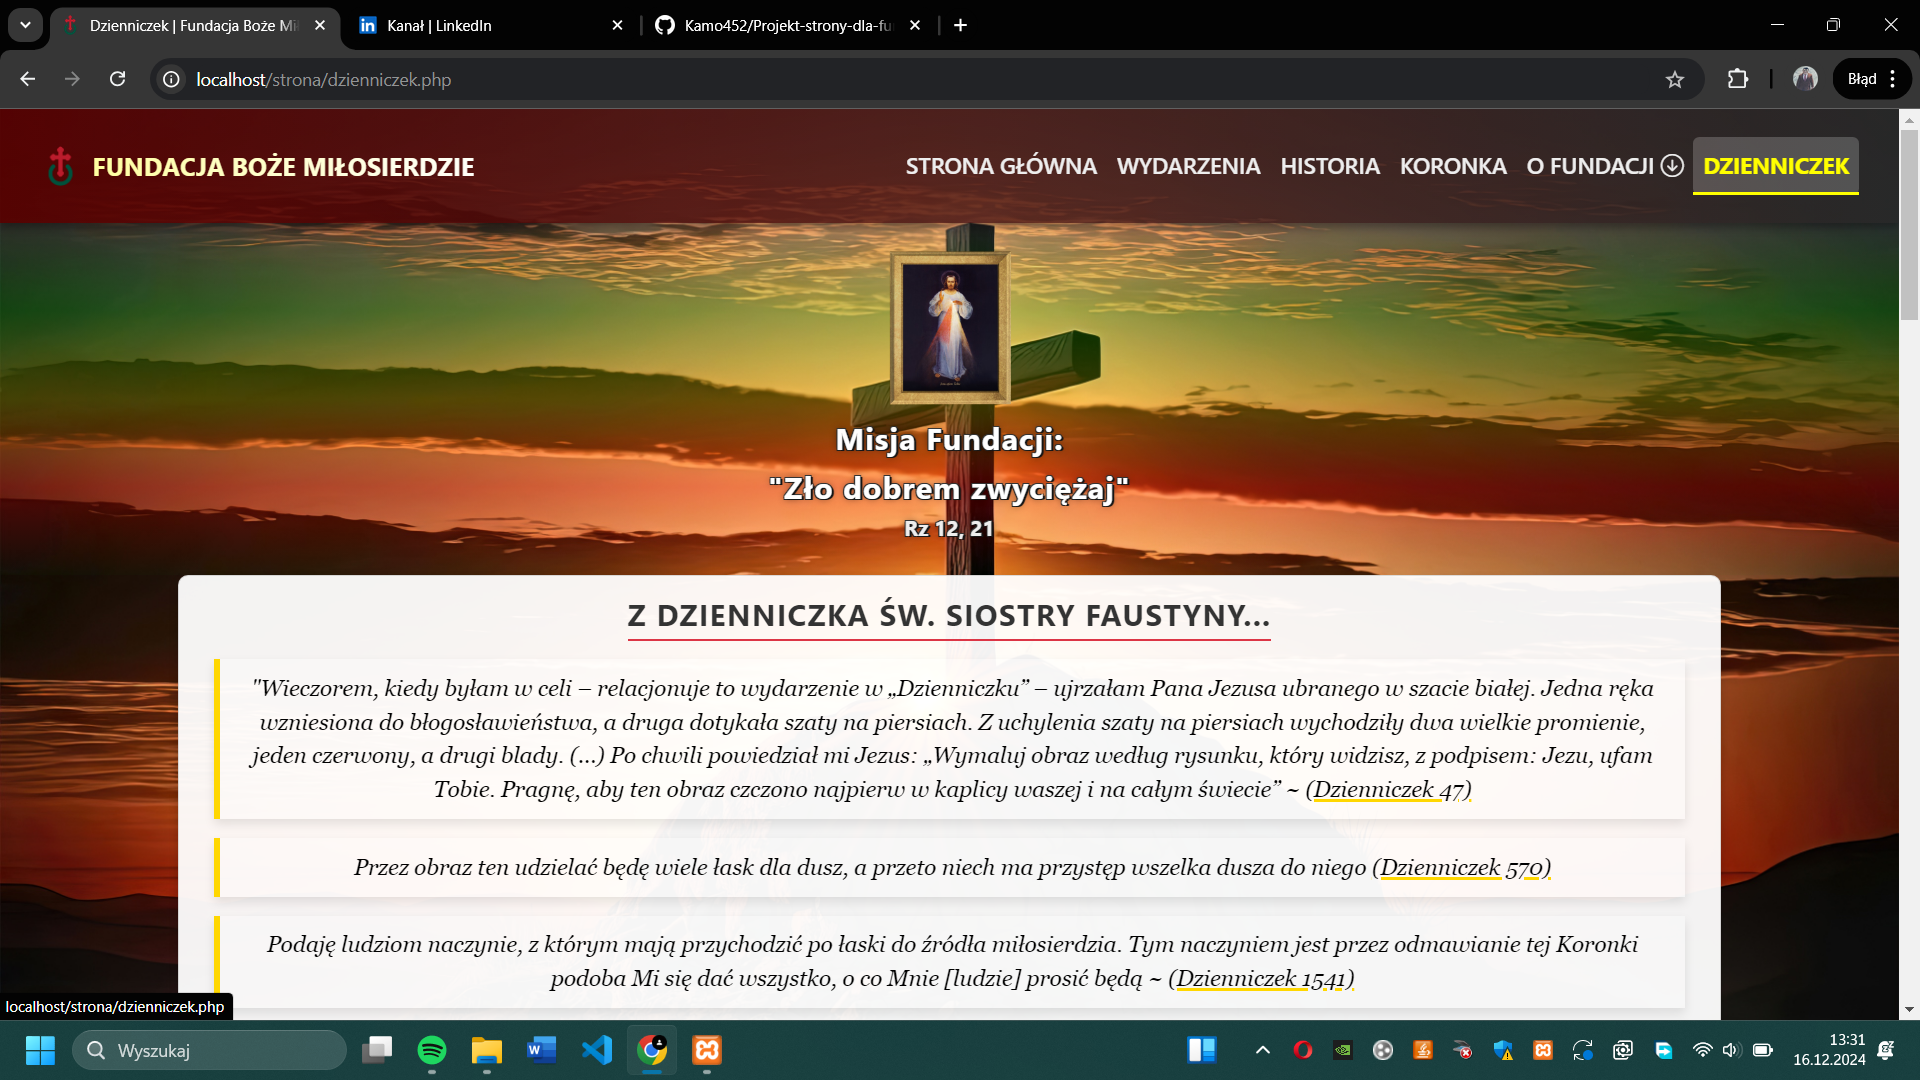 Dzienniczek | Fundacja Boże Mi
Kanał | LinkedIn
Kamo452/Projekt-strony-dla-fu
localhost/strona/dzienniczek.php
Błąd
FUNDACJA BOŻE MIŁOSIERDZIE
STRONA GŁÓWNA WYDARZENIA HISTORIA KORONKA O FUNDACJI DZIENNICZEK
Misja Fundacji:
"Zło dobrem zwyciężaj"
Rz 12, 21
Z DZIENNICZKA ŚW. SIOSTRY FAUSTYNY...
"Wieczorem, kiedy byłam w celi – relacjonuje to wydarzenie w „Dzienniczku” – ujrzałam Pana Jezusa ubranego w szacie białej. Jedna ręka
wzniesiona do błogosławieństwa, a druga dotykała szaty na piersiach. Z uchylenia szaty na piersiach wychodziły dwa wielkie promienie,
jeden czerwony, a drugi blady. (...) Po chwili powiedział mi Jezus: „Wymaluj obraz według rysunku, który widzisz, z podpisem: Jezu, ufam
Tobie. Pragnę, aby ten obraz czczono najpierw w kaplicy waszej i na całym świecie” ~ (Dzienniczek 47)
Przez obraz ten udzielać będę wiele łask dla dusz, a przeto niech ma przystęp wszelka dusza do niego (Dzienniczek 570)
Podaję ludziom naczynie, z którym mają przychodzić po łaski do źródła miłosierdzia. Tym naczyniem jest przez odmawianie tej Koronki
podoba Mi się dać wszystko, o co Mnie [ludzie] prosić będą ~ (Dzienniczek 1541)
localhost/strona/dzienniczek.php
Wyszukaj
13:31
16.12.2024